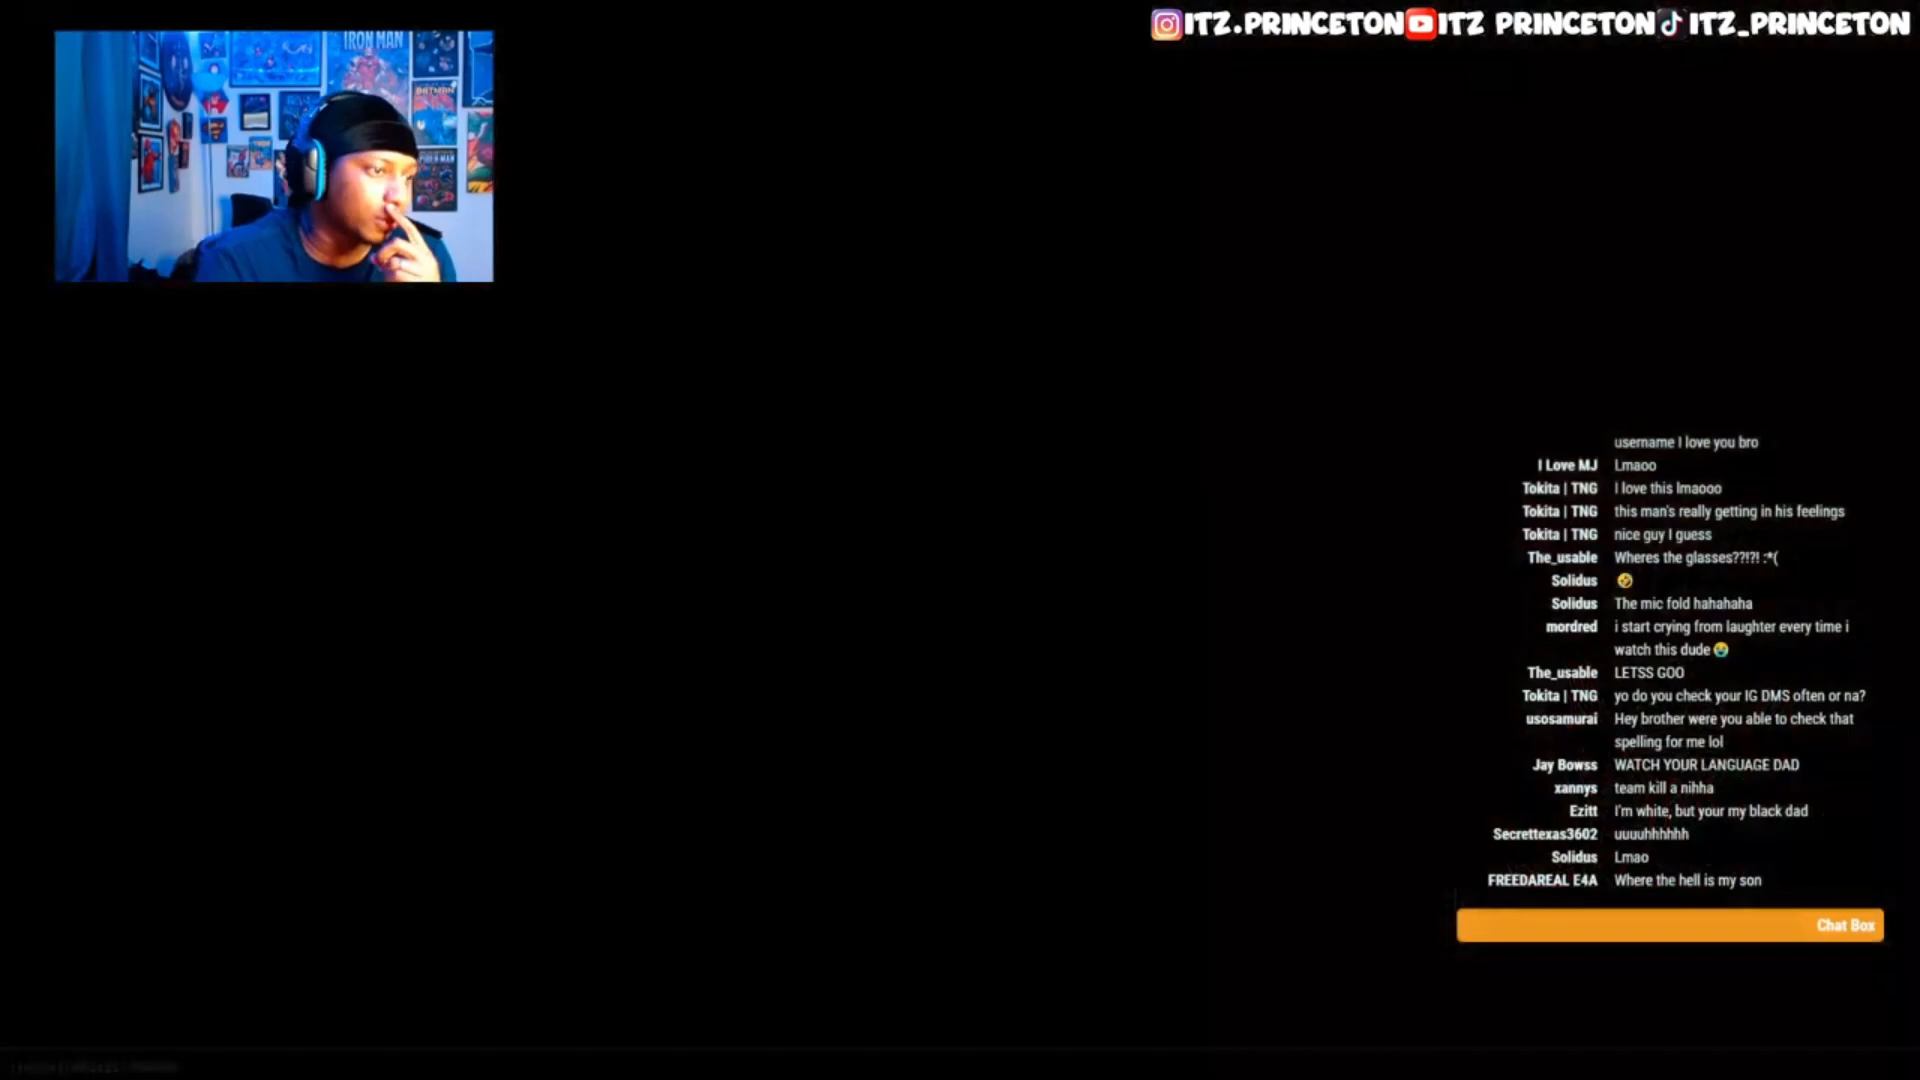 ITZ.PRINCETON ITZ PRINCETON ITZ_PRINCETON
IRON MAN
BATMAN
SPIDER-MAN
username I love you bro
I Love MJ Lmaoo
Tokita | TNG I love this lmaooo
Tokita | TNG this man's really getting in his feelings
Tokita | TNG nice guy I guess
The_usable Wheres the glasses??!?! :*(
Solidus 🤣
Solidus The mic fold hahahaha
mordred i start crying from laughter every time i
watch this dude 😭
The_usable LETSS GOO
Tokita | TNG yo do you check your IG DMS often or na?
usosamurai Hey brother were you able to check that
spelling for me lol
Jay Bowss WATCH YOUR LANGUAGE DAD
xannys team kill a nihha
Ezitt I'm white, but your my black dad
Secrettexas3602 uuuuhhhhhh
Solidus Lmao
FREEDAREAL E4A Where the hell is my son
Chat Box